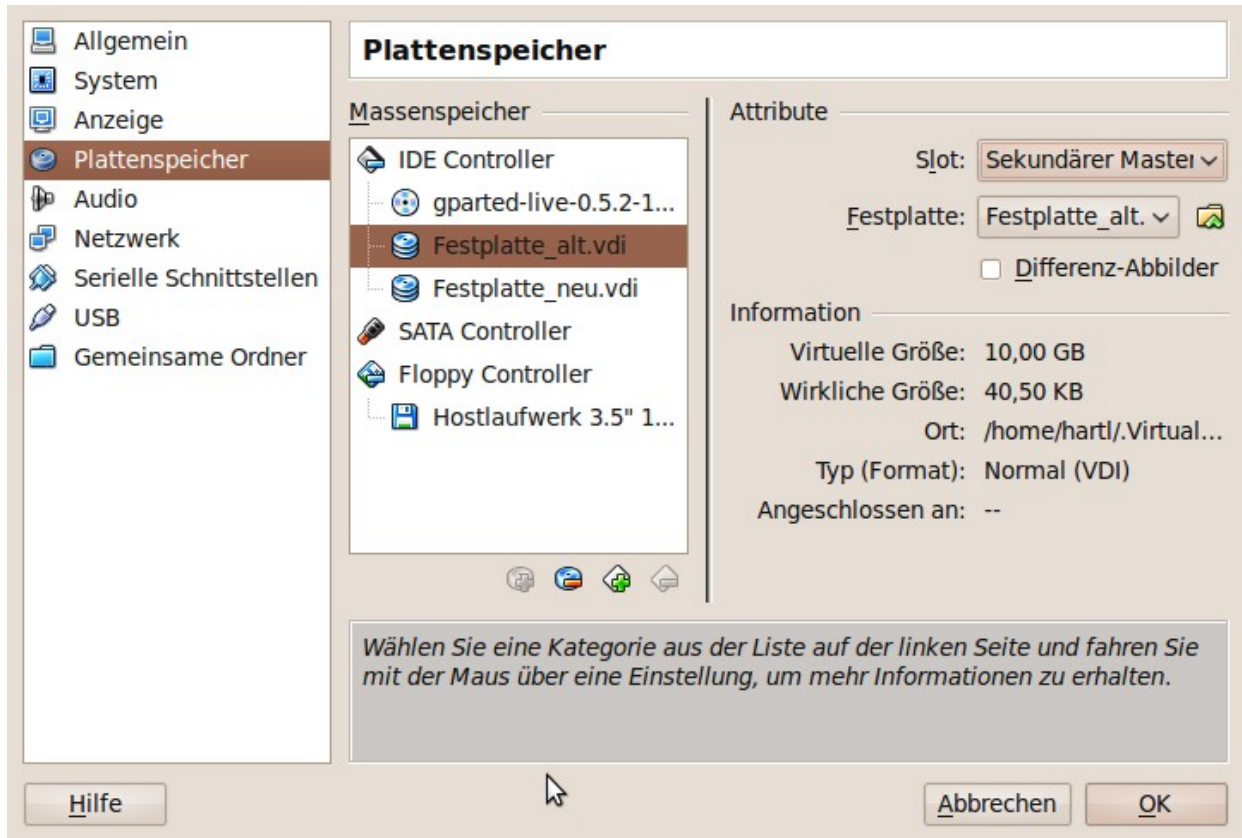 Allgemein
System
Anzeige
Plattenspeicher
Audio
Netzwerk
Serielle Schnittstellen
USB
Gemeinsame Ordner
Plattenspeicher
Massenspeicher
IDE Controller
gparted-live-0.5.2-1...
Festplatte_alt.vdi
Festplatte_neu.vdi
SATA Controller
Floppy Controller
Hostlaufwerk 3.5" 1...
Attribute
Slot: Sekundärer Master
Festplatte: Festplatte_alt.
Differenz-Abbilder
Information
Virtuelle Größe: 10,00 GB
Wirkliche Größe: 40,50 KB
Ort: /home/hartl/.Virtual...
Typ (Format): Normal (VDI)
Angeschlossen an: --
Wählen Sie eine Kategorie aus der Liste auf der linken Seite und fahren Sie
mit der Maus über eine Einstellung, um mehr Informationen zu erhalten.
Hilfe
Abbrechen
OK